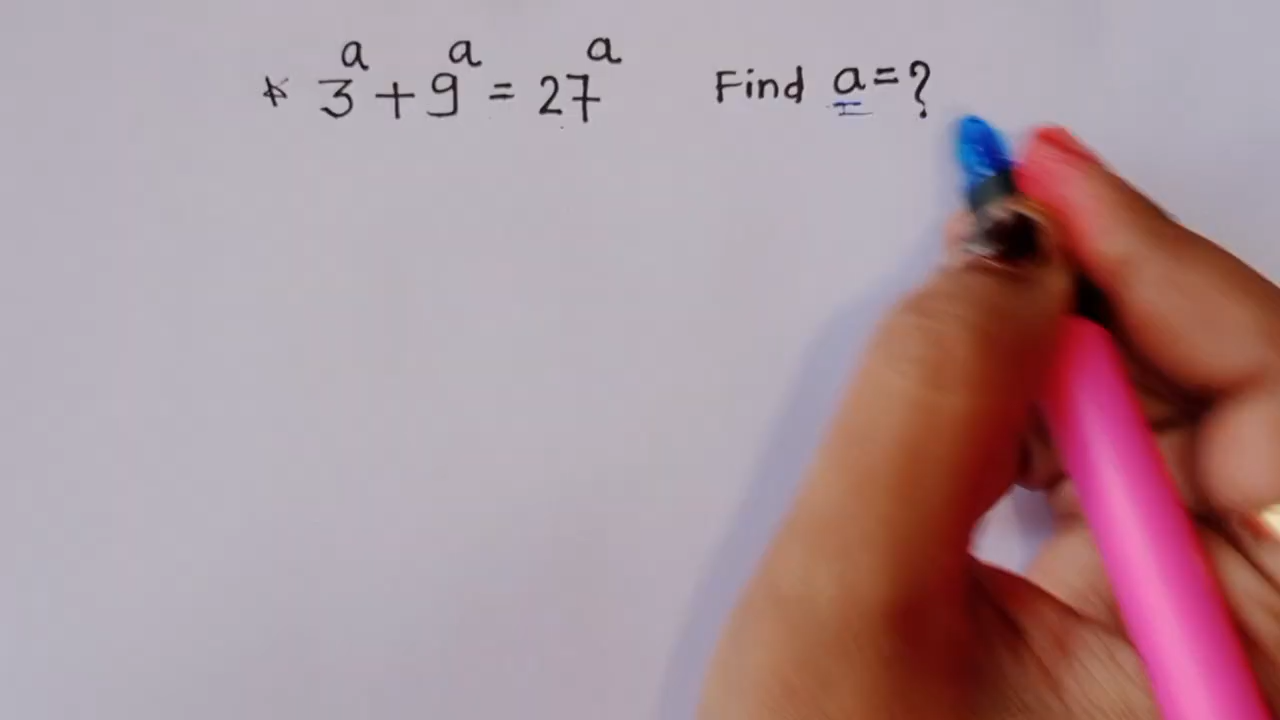 * 3^a + 9^a = 27^a Find a = ?